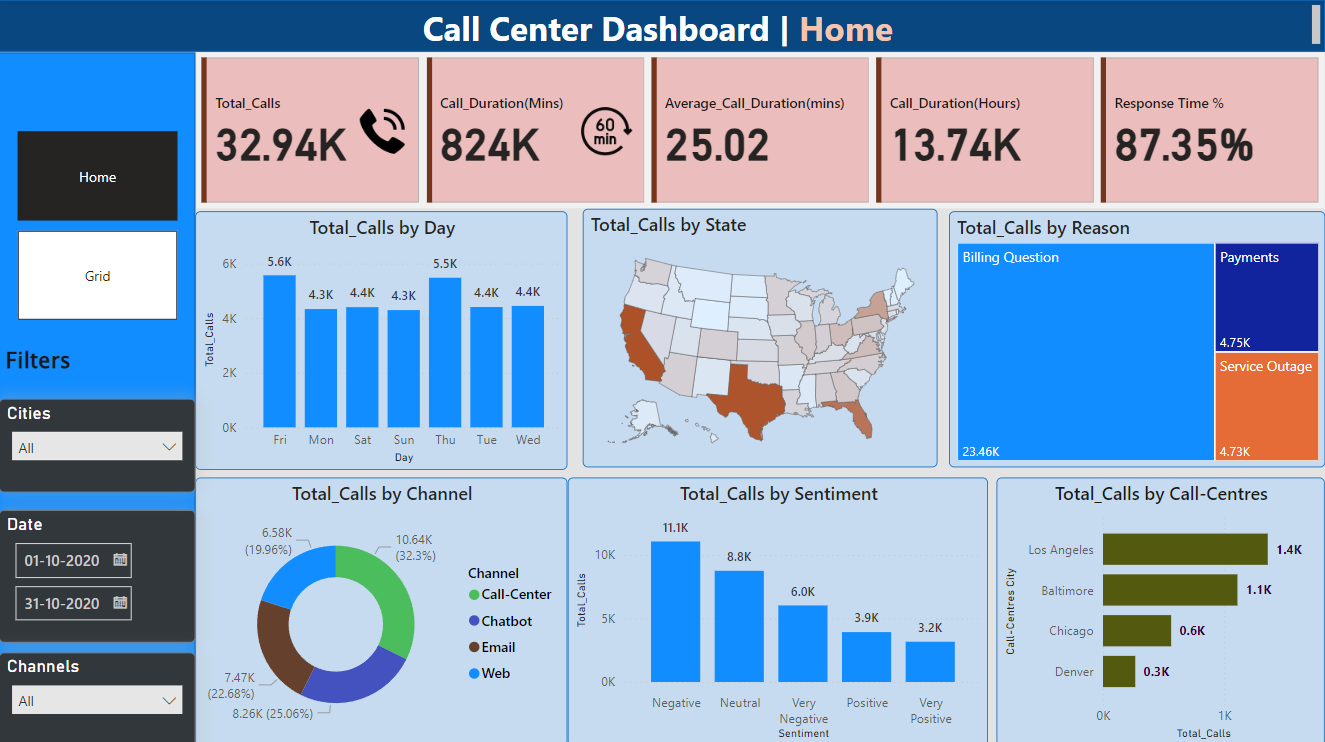 Call Center Dashboard | Home
Home
Grid
Filters
Cities
All
Date
01-10-2020
31-10-2020
Channels
All
Total_Calls
32.94K
Call_Duration(Mins)
824K
60
min
Average_Call_Duration(mins)
25.02
Call_Duration(Hours)
13.74K
Response Time %
87.35%
Total_Calls by Day
Total_Calls
6K
4K
2K
0K
5.6K
4.3K
4.4K
4.3K
5.5K
4.4K
4.4K
Fri
Mon
Sat
Sun
Thu
Tue
Wed
Day
Total_Calls by State
Total_Calls by Reason
Billing Question
23.46K
Payments
4.75K
Service Outage
4.73K
Total_Calls by Channel
6.58K
(19.96%)
10.64K
(32.3%)
7.47K
(22.68%)
8.26K (25.06%)
Channel
Call-Center
Chatbot
Email
Web
Total_Calls by Sentiment
Total_Calls
10K
5K
0K
11.1K
8.8K
6.0K
3.9K
3.2K
Negative
Neutral
Very
Negative
Positive
Very
Positive
Sentiment
Total_Calls by Call-Centres
Call-Centres City
Los Angeles
1.4K
Baltimore
1.1K
Chicago
0.6K
Denver
0.3K
0K
1K
Total_Calls